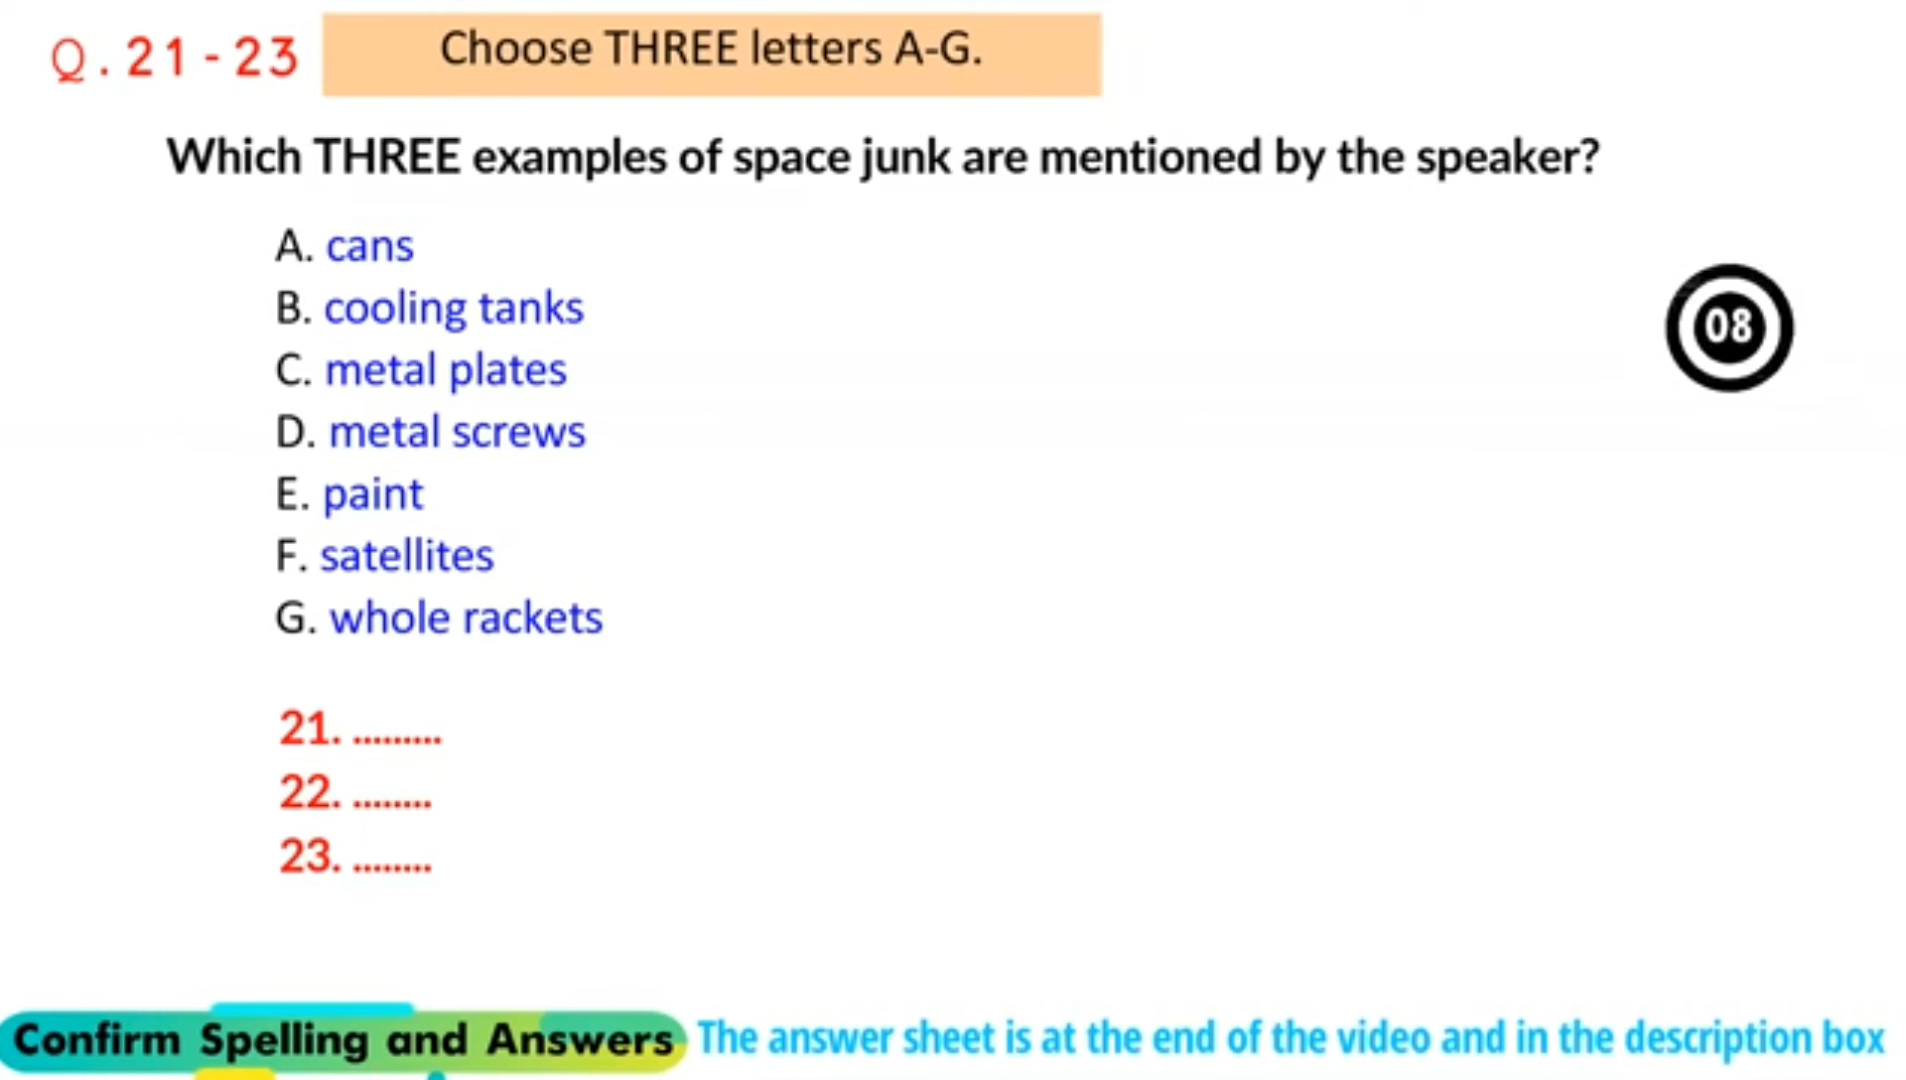 Q.21-23
Choose THREE letters A-G.
Which THREE examples of space junk are mentioned by the speaker?
A. cans
B. cooling tanks
C. metal plates
D. metal screws
E. paint
F. satellites
G. whole rackets
08
21. .........
22. ........
23. ........
Confirm Spelling and Answers
The answer sheet is at the end of the video and in the description box